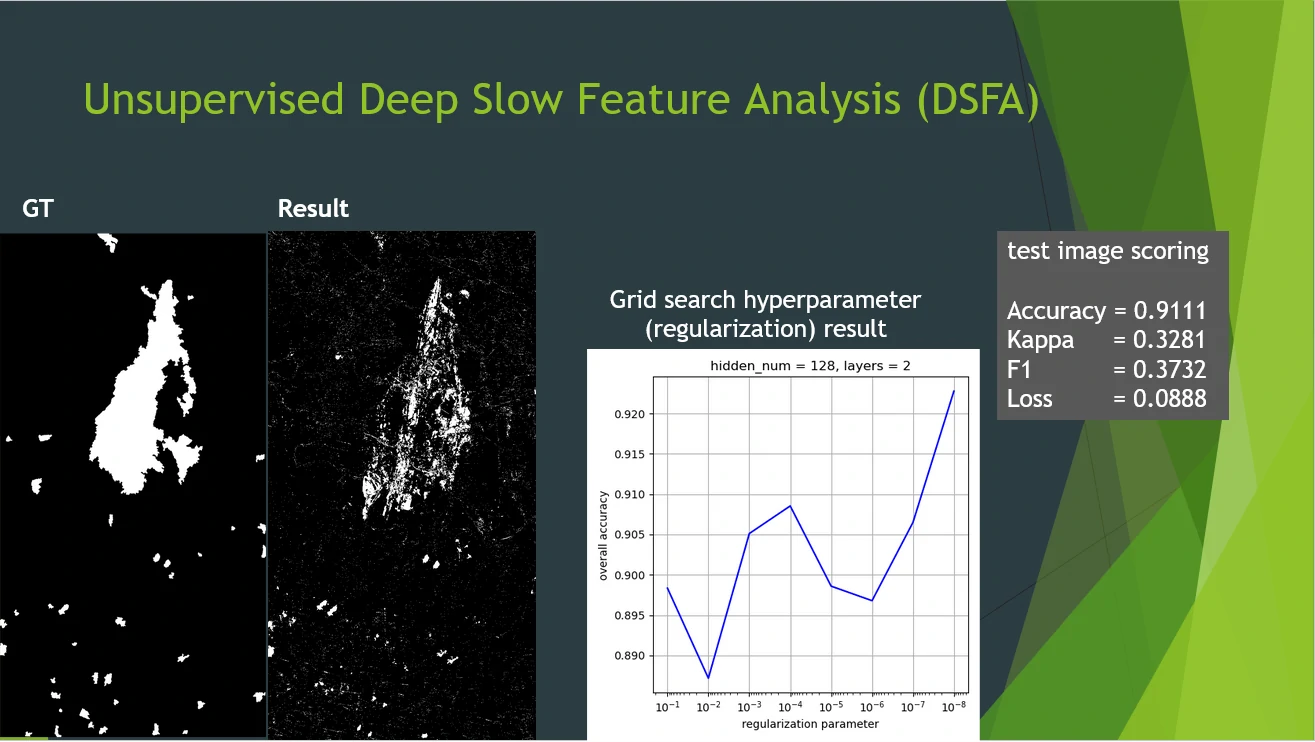 Unsupervised Deep Slow Feature Analysis (DSFA)
GT
Result
Grid search hyperparameter
(regularization) result
hidden_num = 128, layers = 2
overall accuracy
0.920
0.915
0.910
0.905
0.900
0.895
0.890
10⁻¹ 10⁻² 10⁻³ 10⁻⁴ 10⁻⁵ 10⁻⁶ 10⁻⁷ 10⁻⁸
regularization parameter
test image scoring
Accuracy = 0.9111
Kappa = 0.3281
F1 = 0.3732
Loss = 0.0888